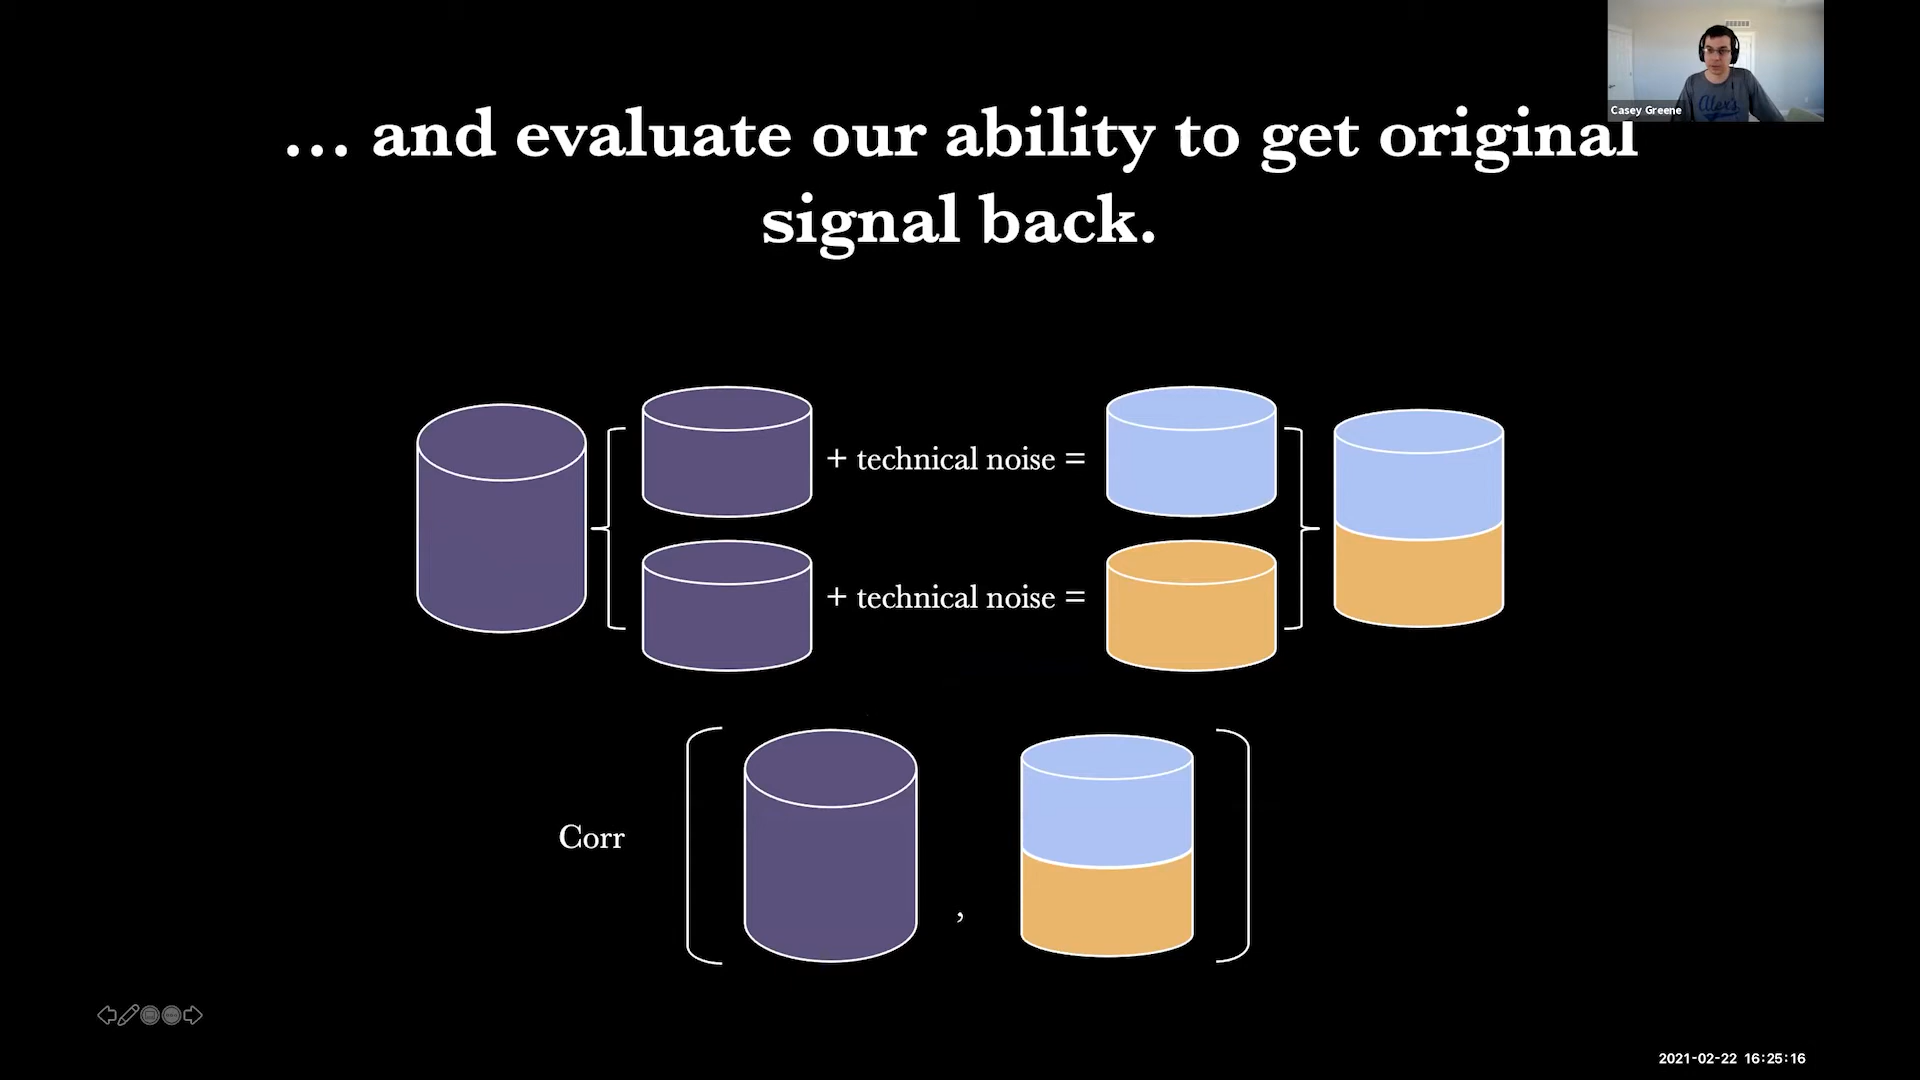 Alex's
Casey Greene
... and evaluate our ability to get original
signal back.
+ technical noise =
+ technical noise =
Corr
,
2021-02-22 16:25:16